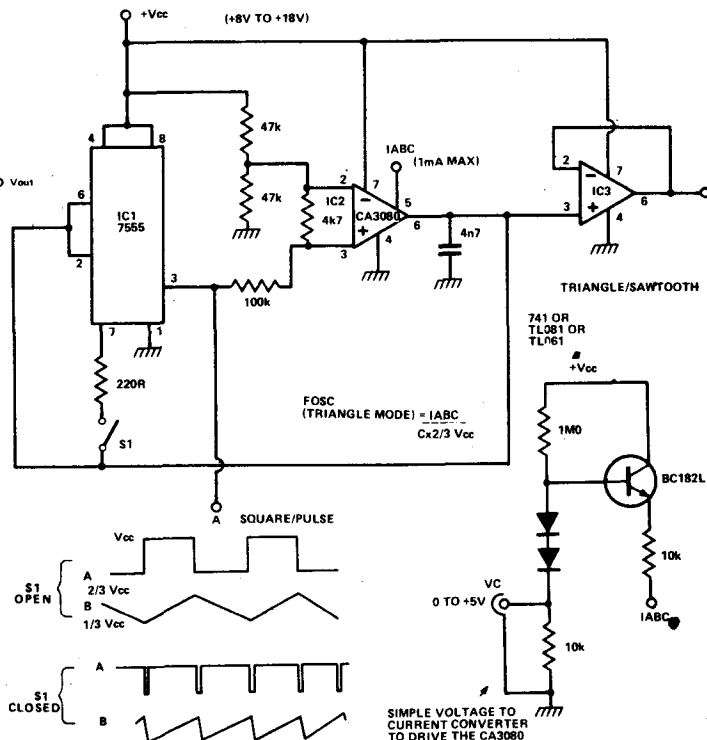 +Vcc
(+8V TO +18V)
4
8
47k
IABC
(1mA MAX)
Vout
6
IC1
7555
2
47k
2
7
IC2
CA3080
4k7
5
6
3
4
4n7
2
7
IC3
6
3
4
3
100k
7
1
220R
S1
TRIANGLE/SAWTOOTH
741 OR
TL081 OR
TL061
FOSC
(TRIANGLE MODE) = IABC
Cx2/3 Vcc
+Vcc
1M0
BC182L
10k
IABC
VC
0 TO +5V
10k
SIMPLE VOLTAGE TO
CURRENT CONVERTER
TO DRIVE THE CA3080
A
SQUARE/PULSE
Vcc
S1
OPEN
A
2/3 Vcc
B
1/3 Vcc
S1
CLOSED
A
B